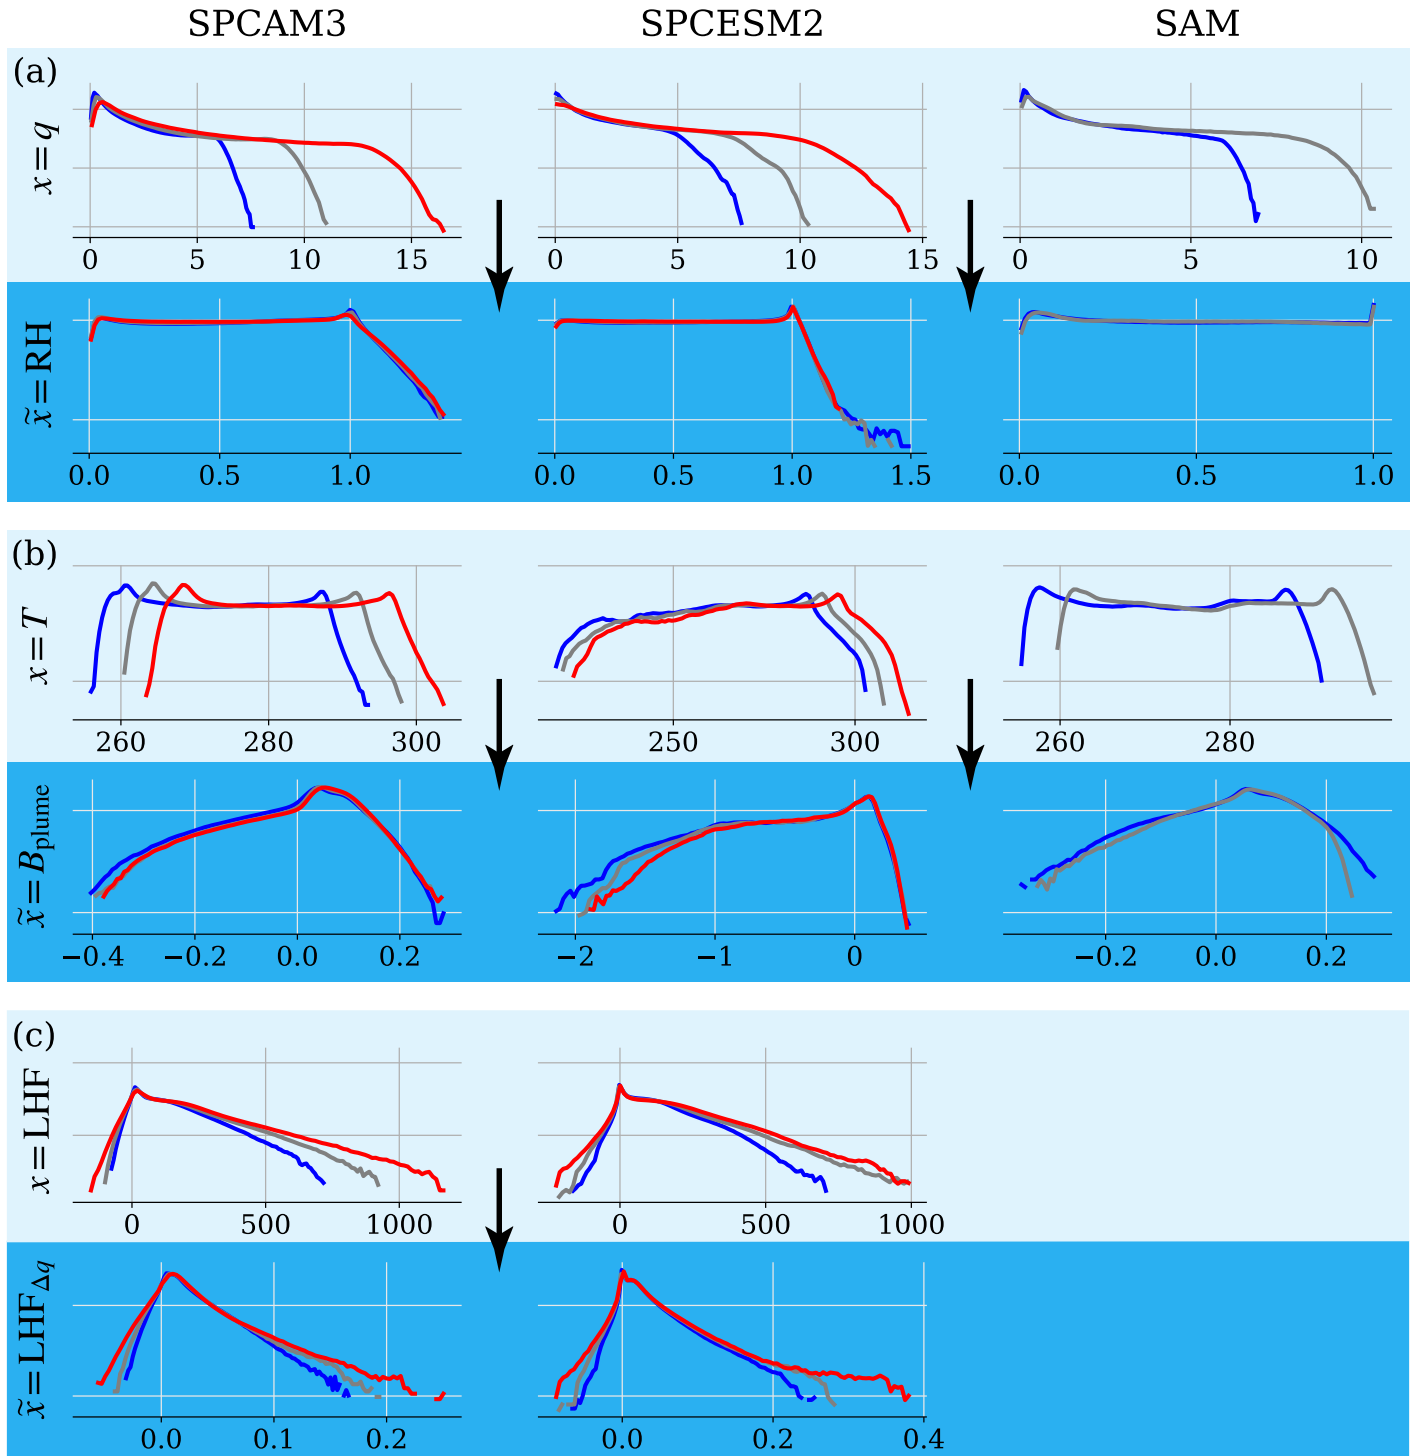 SPCAM3 SPCESM2 SAM
(a)
x = q
0 5 10 15 0 5 10 15 0 5 10
x̃ = RH
0.0 0.5 1.0 0.0 0.5 1.0 1.5 0.0 0.5 1.0
(b)
x = T
260 280 300 250 300 260 280
x̃ = B_plume
−0.4 −0.2 0.0 0.2 −2 −1 0 −0.2 0.0 0.2
(c)
x = LHF
0 500 1000 0 500 1000
x̃ = LHF_Δq
0.0 0.1 0.2 0.0 0.2 0.4